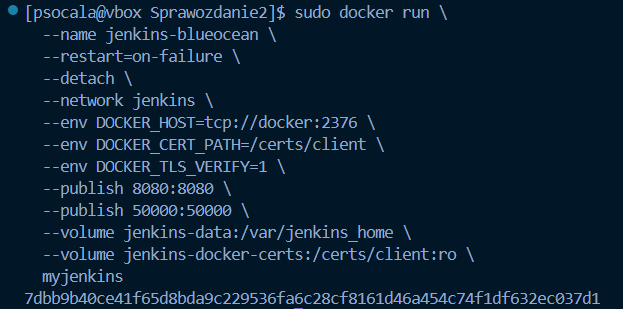 [psocala@vbox Sprawozdanie2]$ sudo docker run \
--name jenkins-blueocean \
--restart=on-failure \
--detach \
--network jenkins \
--env DOCKER_HOST=tcp://docker:2376 \
--env DOCKER_CERT_PATH=/certs/client \
--env DOCKER_TLS_VERIFY=1 \
--publish 8080:8080 \
--publish 50000:50000 \
--volume jenkins-data:/var/jenkins_home \
--volume jenkins-docker-certs:/certs/client:ro \
myjenkins
7dbb9b40ce41f65d8bda9c229536fa6c28cf8161d46a454c74f1df632ec037d1